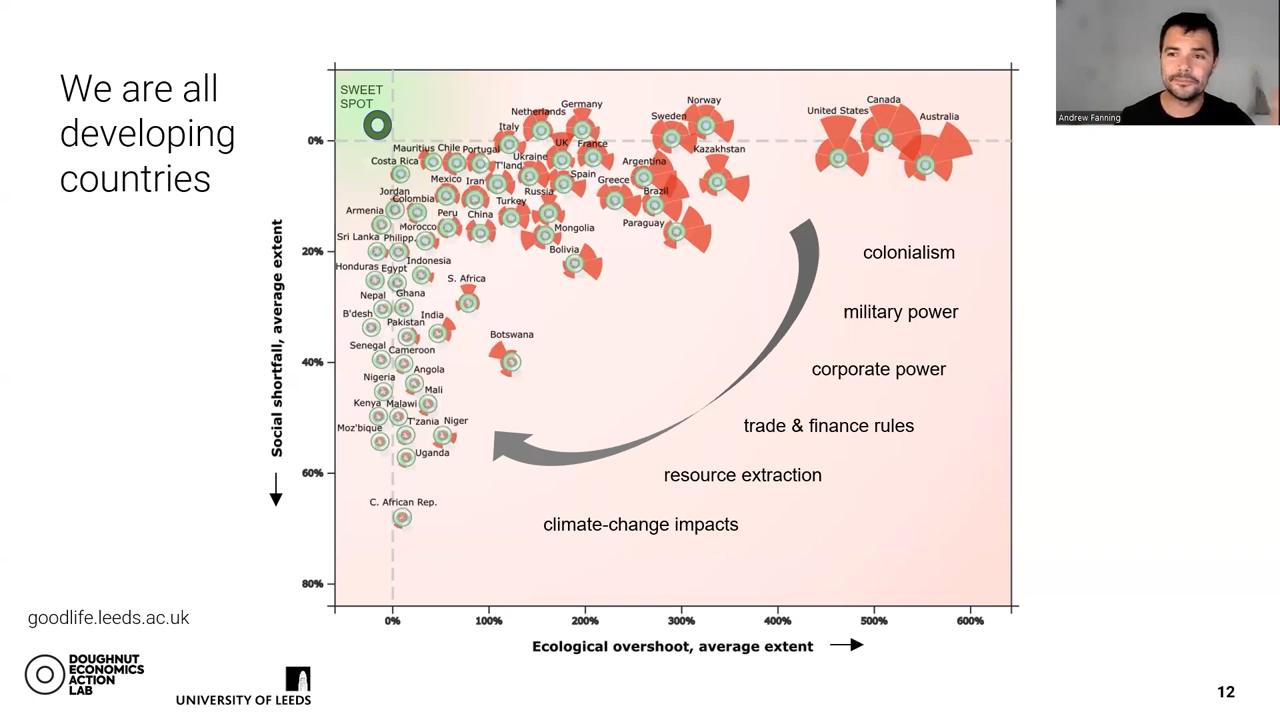 We are all
developing
countries
SWEET
SPOT
Netherlands
Germany
Norway
Sweden
Italy
United States
Canada
Australia
UK
France
Kazakhstan
Mauritius
Chile
Portugal
Ukraine
Costa Rica
T'land
Spain
Argentina
Mexico
Iran
Russia
Greece
Brazil
Jordan
Colombia
Turkey
Armenia
Peru
China
Paraguay
Morocco
Mongolia
Sri Lanka
Philipp.
Bolivia
Indonesia
Honduras
Egypt
S. Africa
Nepal
Ghana
B'desh
India
Pakistan
Botswana
Senegal
Cameroon
Angola
Nigeria
Mali
Kenya
Malawi
Moz'bique
T'zania
Niger
Uganda
C. African Rep.
0%
20%
40%
60%
80%
Social shortfall, average extent
0%
100%
200%
300%
400%
500%
600%
Ecological overshoot, average extent
colonialism
military power
corporate power
trade & finance rules
resource extraction
climate-change impacts
Andrew Fanning
goodlife.leeds.ac.uk
DOUGHNUT
ECONOMICS
ACTION
LAB
UNIVERSITY OF LEEDS
12